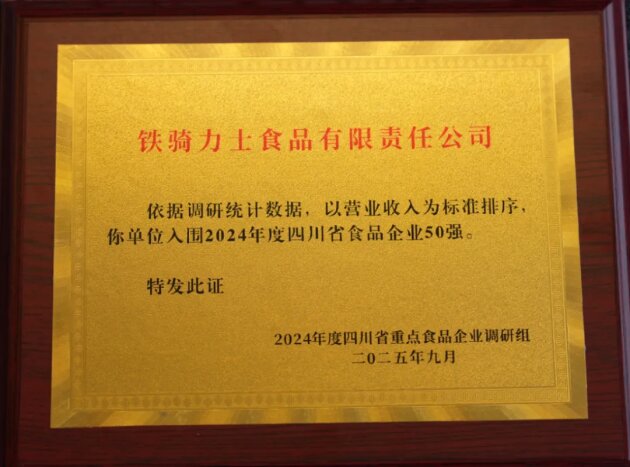 铁骑力士食品有限责任公司
依据调研统计数据，以营业收入为标准排序，
你单位入围2024年度四川省食品企业50强。
特发此证
2024年度四川省重点食品企业调研组
二〇二五年九月